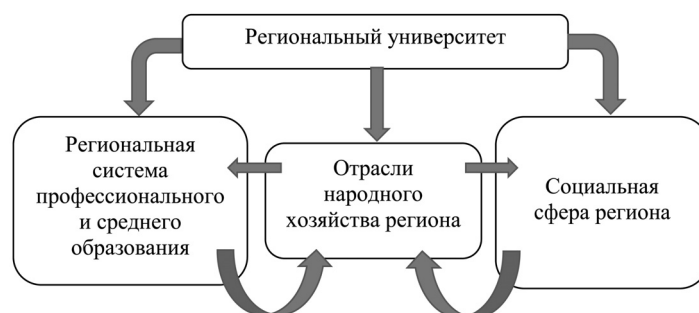 Региональный университет
Региональная
система
профессионального
и среднего
образования
Отрасли
народного
хозяйства региона
Социальная
сфера региона